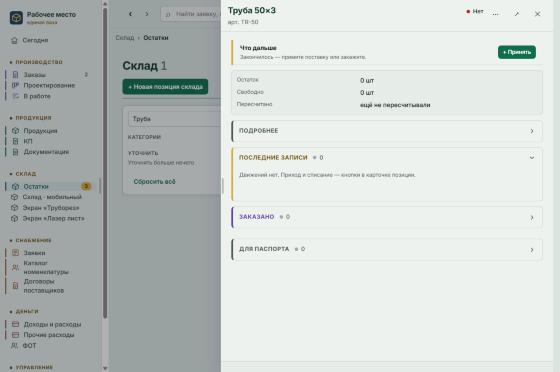 Рабочее место
единая база
Сегодня
ПРОИЗВОДСТВО
Заказы 2
Проектирование
В работе
ПРОДУКЦИЯ
Продукция
КП
Документация
СКЛАД
Остатки 3
Склад · мобильный
Экран «Труборез»
Экран «Лазер лист»
СНАБЖЕНИЕ
Заявки
Каталог
номенклатуры
Договоры
поставщиков
ДЕНЬГИ
Доходы и расходы
Прочие расходы
ФОТ
УПРАВЛЕНИЕ
Найти заявку,
Склад › Остатки
Склад 1
+ Новая позиция склада
Труба
КАТЕГОРИИ
УТОЧНИТЬ
Уточнять больше нечего
Сбросить всё
Труба 50×3
арт. TR-50
Нет
Что дальше
Закончилось — примите поставку или закажите.
+ Принять
Остаток 0 шт
Свободно 0 шт
Пересчитано ещё не пересчитывали
ПОДРОБНЕЕ
ПОСЛЕДНИЕ ЗАПИСИ 0
Движений нет. Приход и списание — кнопки в карточке позиции.
ЗАКАЗАНО 0
ДЛЯ ПАСПОРТА 0